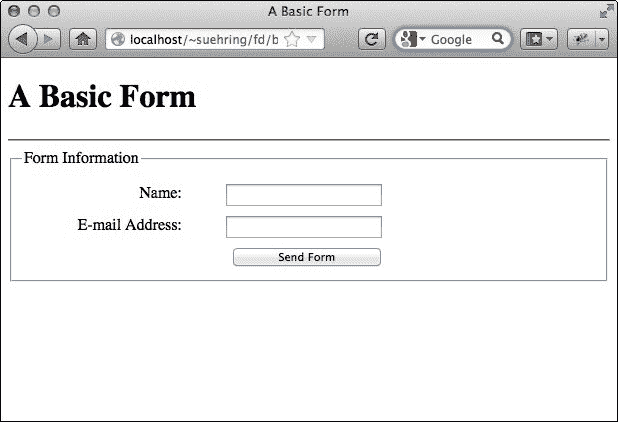 A Basic Form
localhost/~suehring/fd/b
Google
A Basic Form
Form Information
Name:
E-mail Address:
Send Form